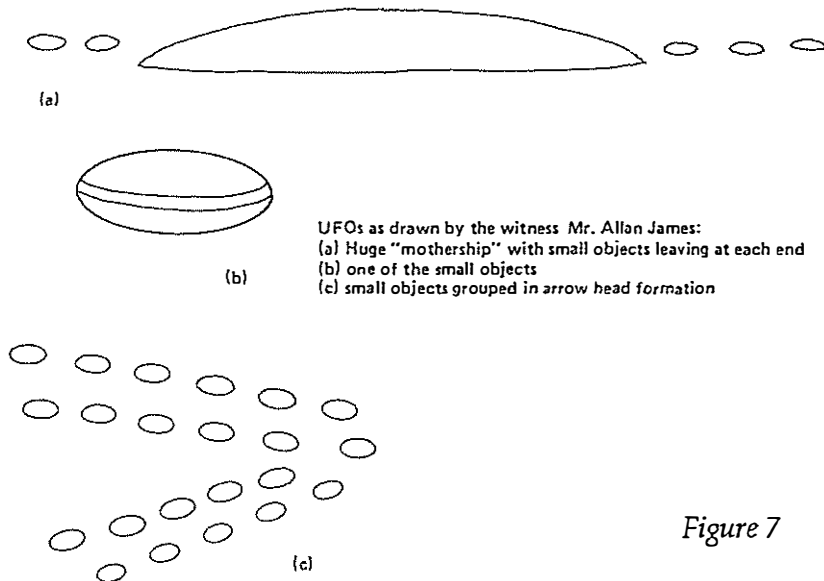 (a)
(b)
UFOs as drawn by the witness Mr. Allan James:
(a) Huge "mothership" with small objects leaving at each end
(b) one of the small objects
(c) small objects grouped in arrow head formation
(c)
Figure 7